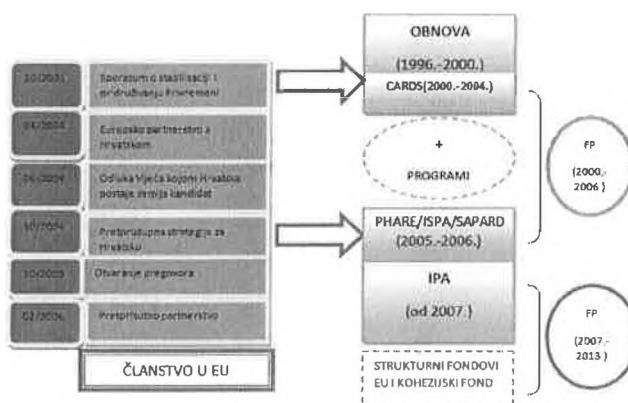 10/2001
Sporazum o stabilizaciji i
pridruživanju Privremeni
04/2004
Europsko partnerstvo s
Hrvatskom
06/2004
Odluka Vijeća kojom Hrvatska
postaje zemlja kandidat
10/2004
Pretpristupna strategija za
Hrvatsku
10/2005
Otvaranje pregovora
02/2006
Pretpristupno partnerstvo
ČLANSTVO U EU
OBNOVA
(1996.-2000.)
CARDS(2000.-2004.)
+
PROGRAMI
PHARE/ISPA/SAPARD
(2005.-2006.)
IPA
(od 2007.)
STRUKTURNI FONDOVI
EU I KOHEZIJSKI FOND
FP
(2000.-
2006 )
FP
(2007.-
2013)